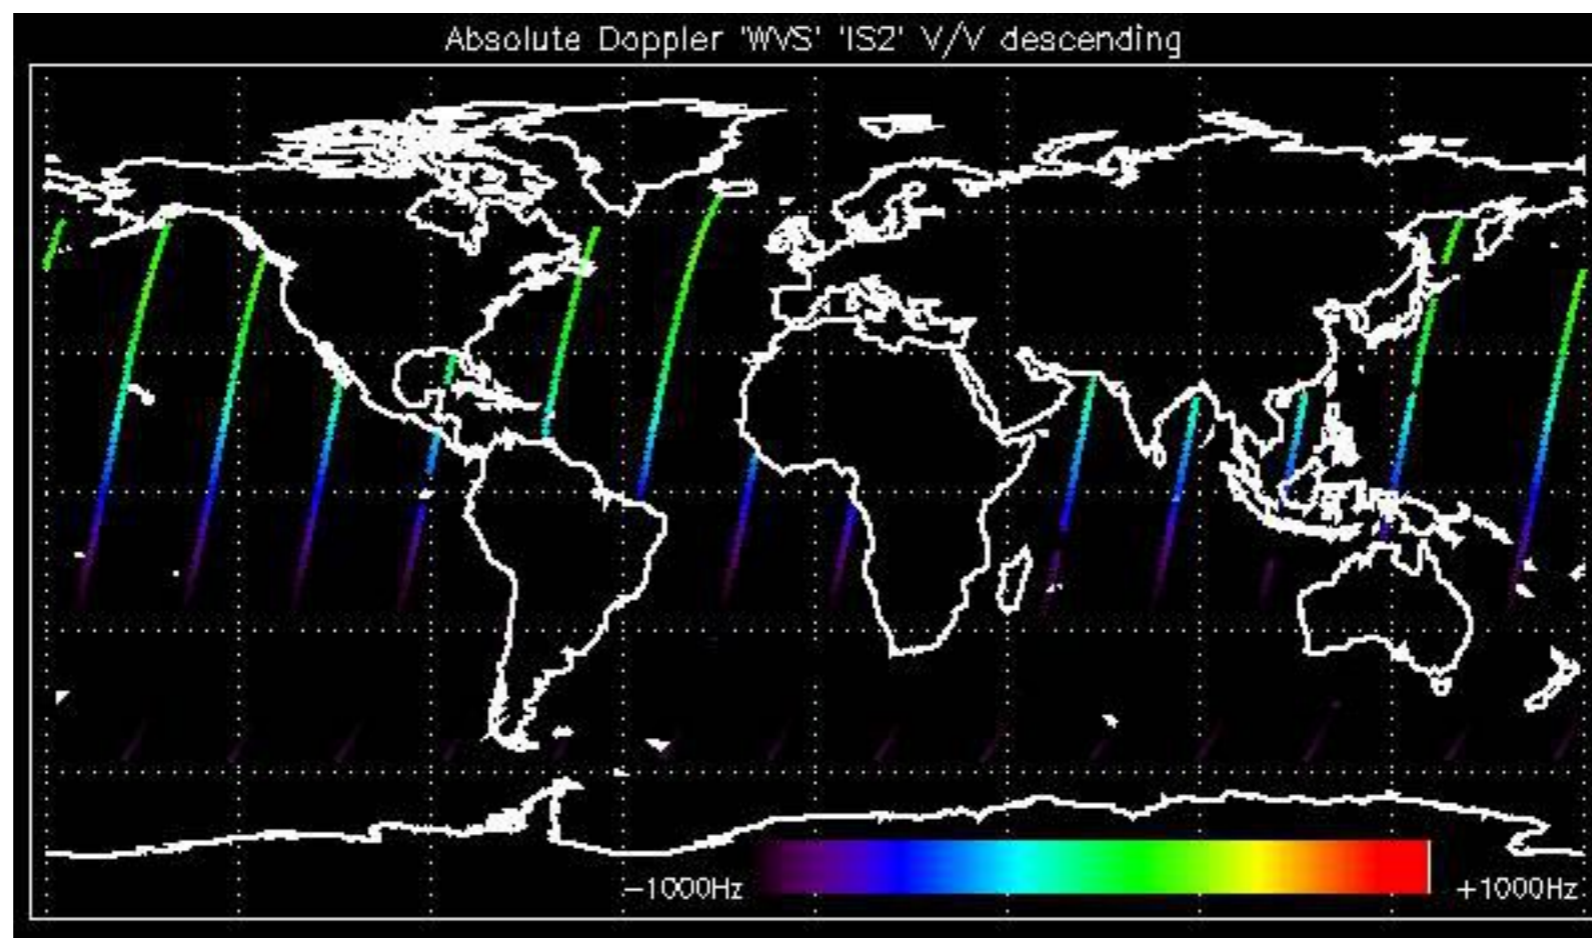 Absolute Doppler 'WVS' 'IS2' V/V descending
-1000Hz +1000Hz